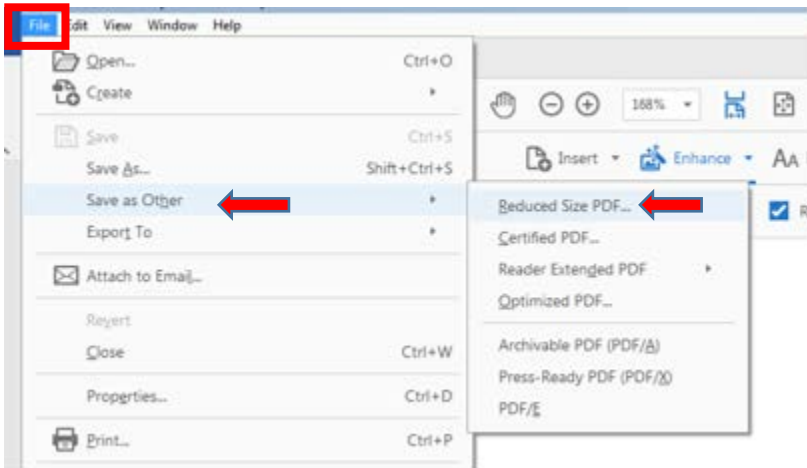 File Edit View Window Help
Open... Ctrl+O
Create
Save Ctrl+S
Save As... Shift+Ctrl+S
Save as Other
Export To
Attach to Email...
Revert
Close Ctrl+W
Properties... Ctrl+D
Print... Ctrl+P
168%
Insert Enhance AA
R
Reduced Size PDF...
Certified PDF...
Reader Extended PDF
Optimized PDF...
Archivable PDF (PDF/A)
Press-Ready PDF (PDF/X)
PDF/E